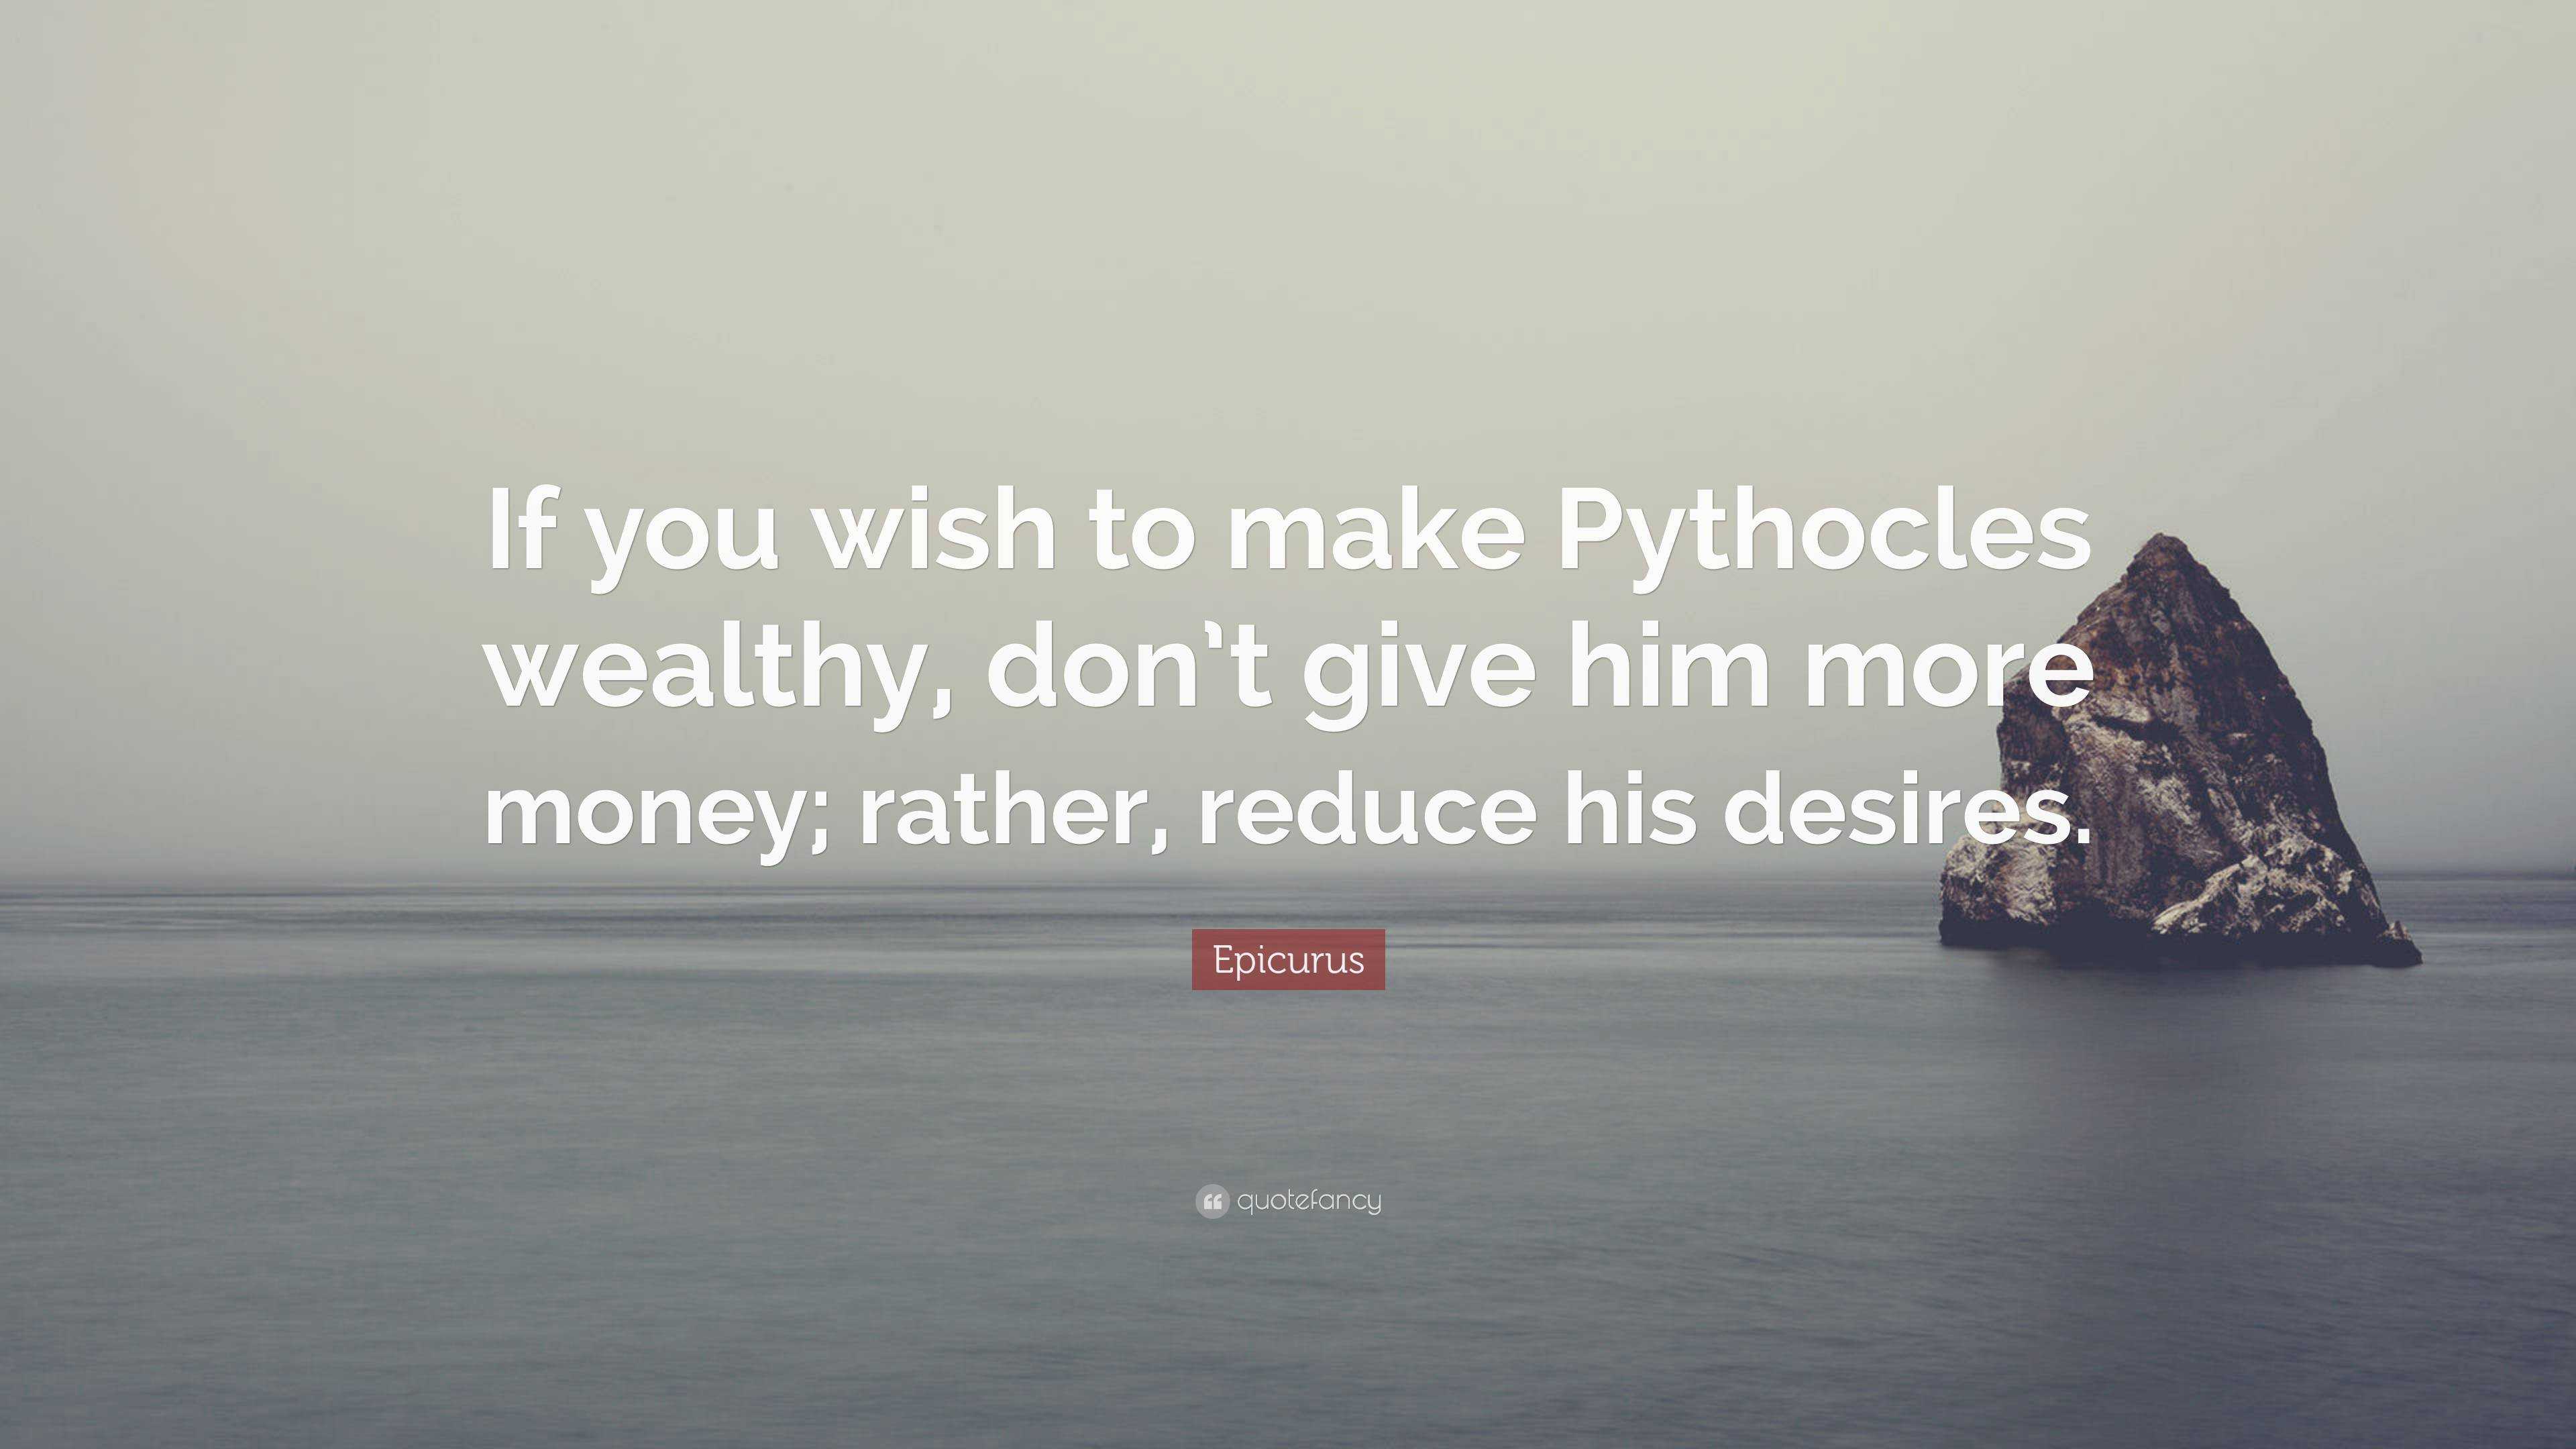 If you wish to make Pythocles
wealthy, don’t give him more
money; rather, reduce his desires.
Epicurus
quotefancy